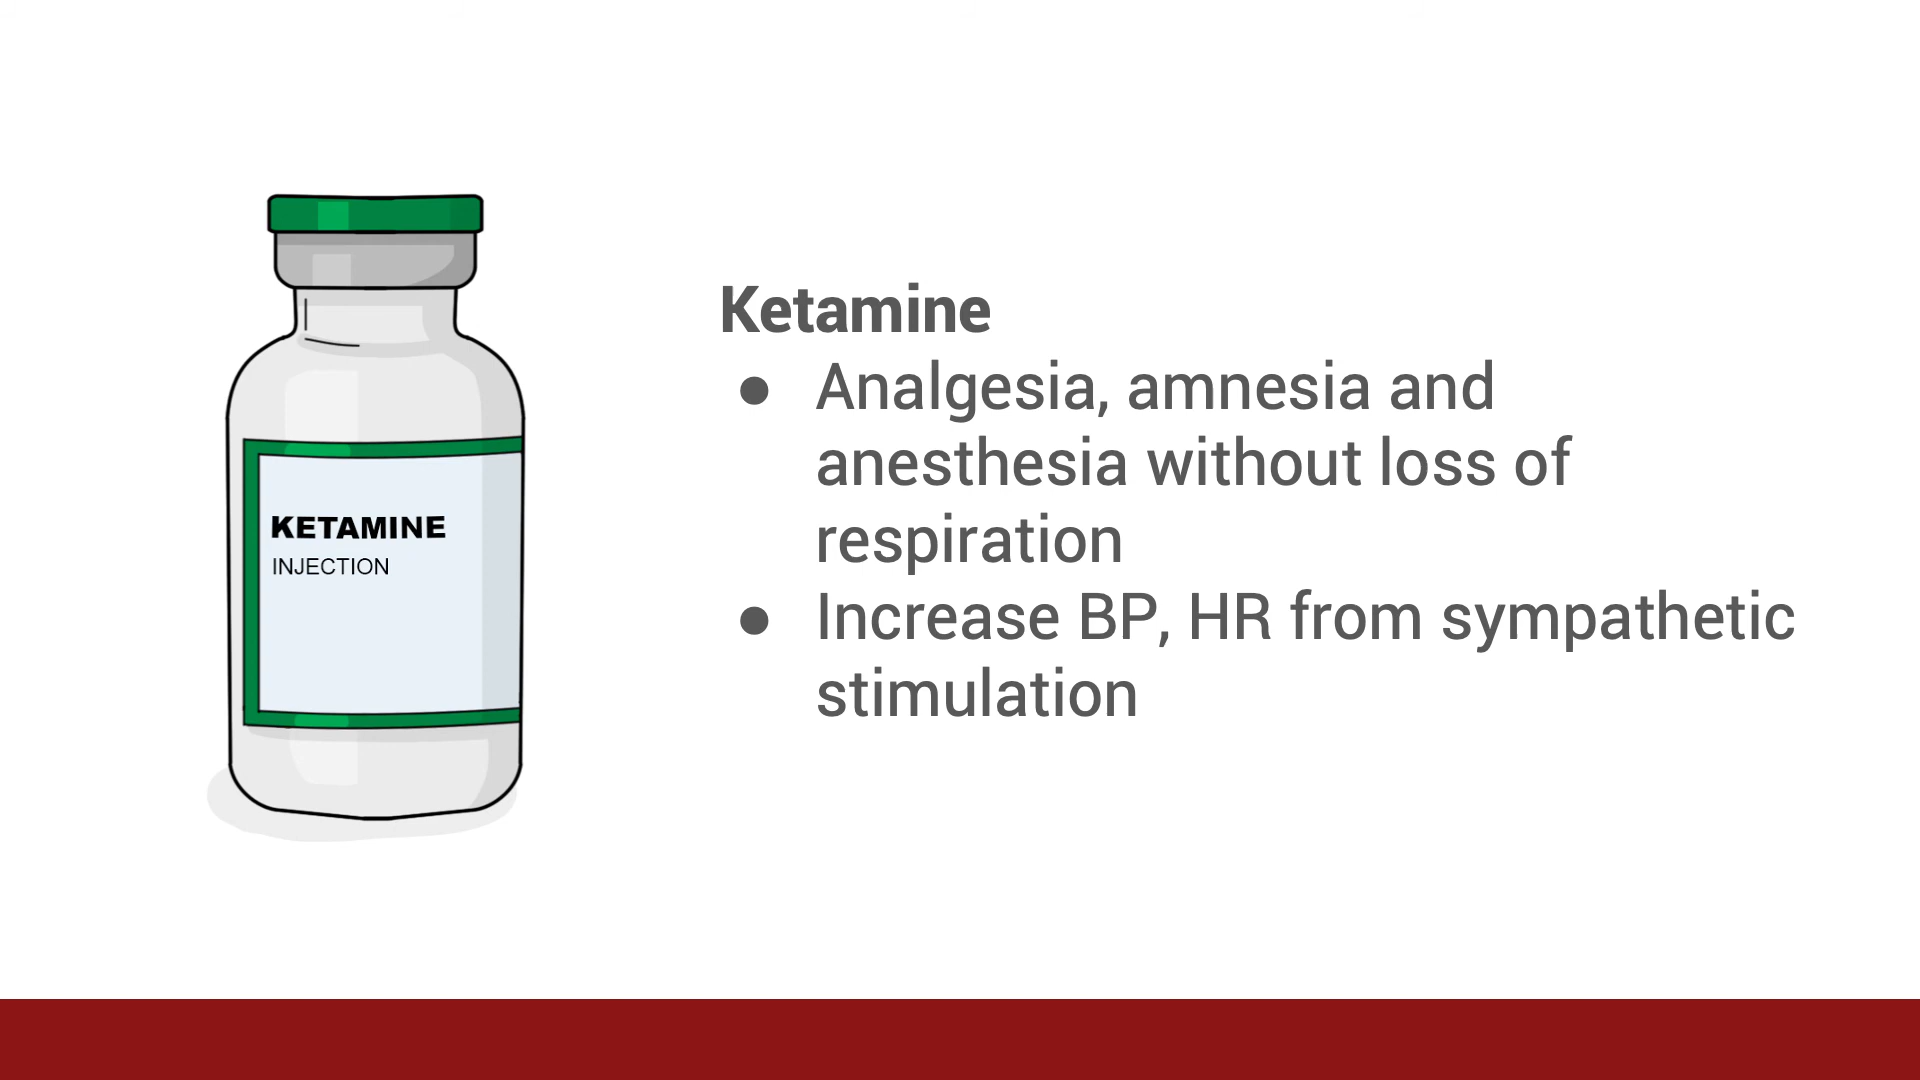 KETAMINE
INJECTION
Ketamine
● Analgesia, amnesia and
anesthesia without loss of
respiration
● Increase BP, HR from sympathetic
stimulation